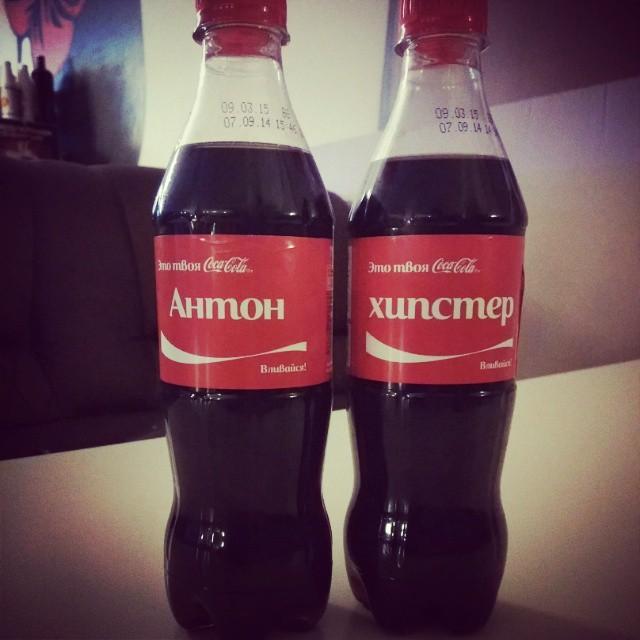 09.03.15
07.09.14
Это твоя Coca-Cola
Антон
Вливайся!
09.03.15
07.09.14
Это твоя Coca-Cola
хипстер
Вливайся!